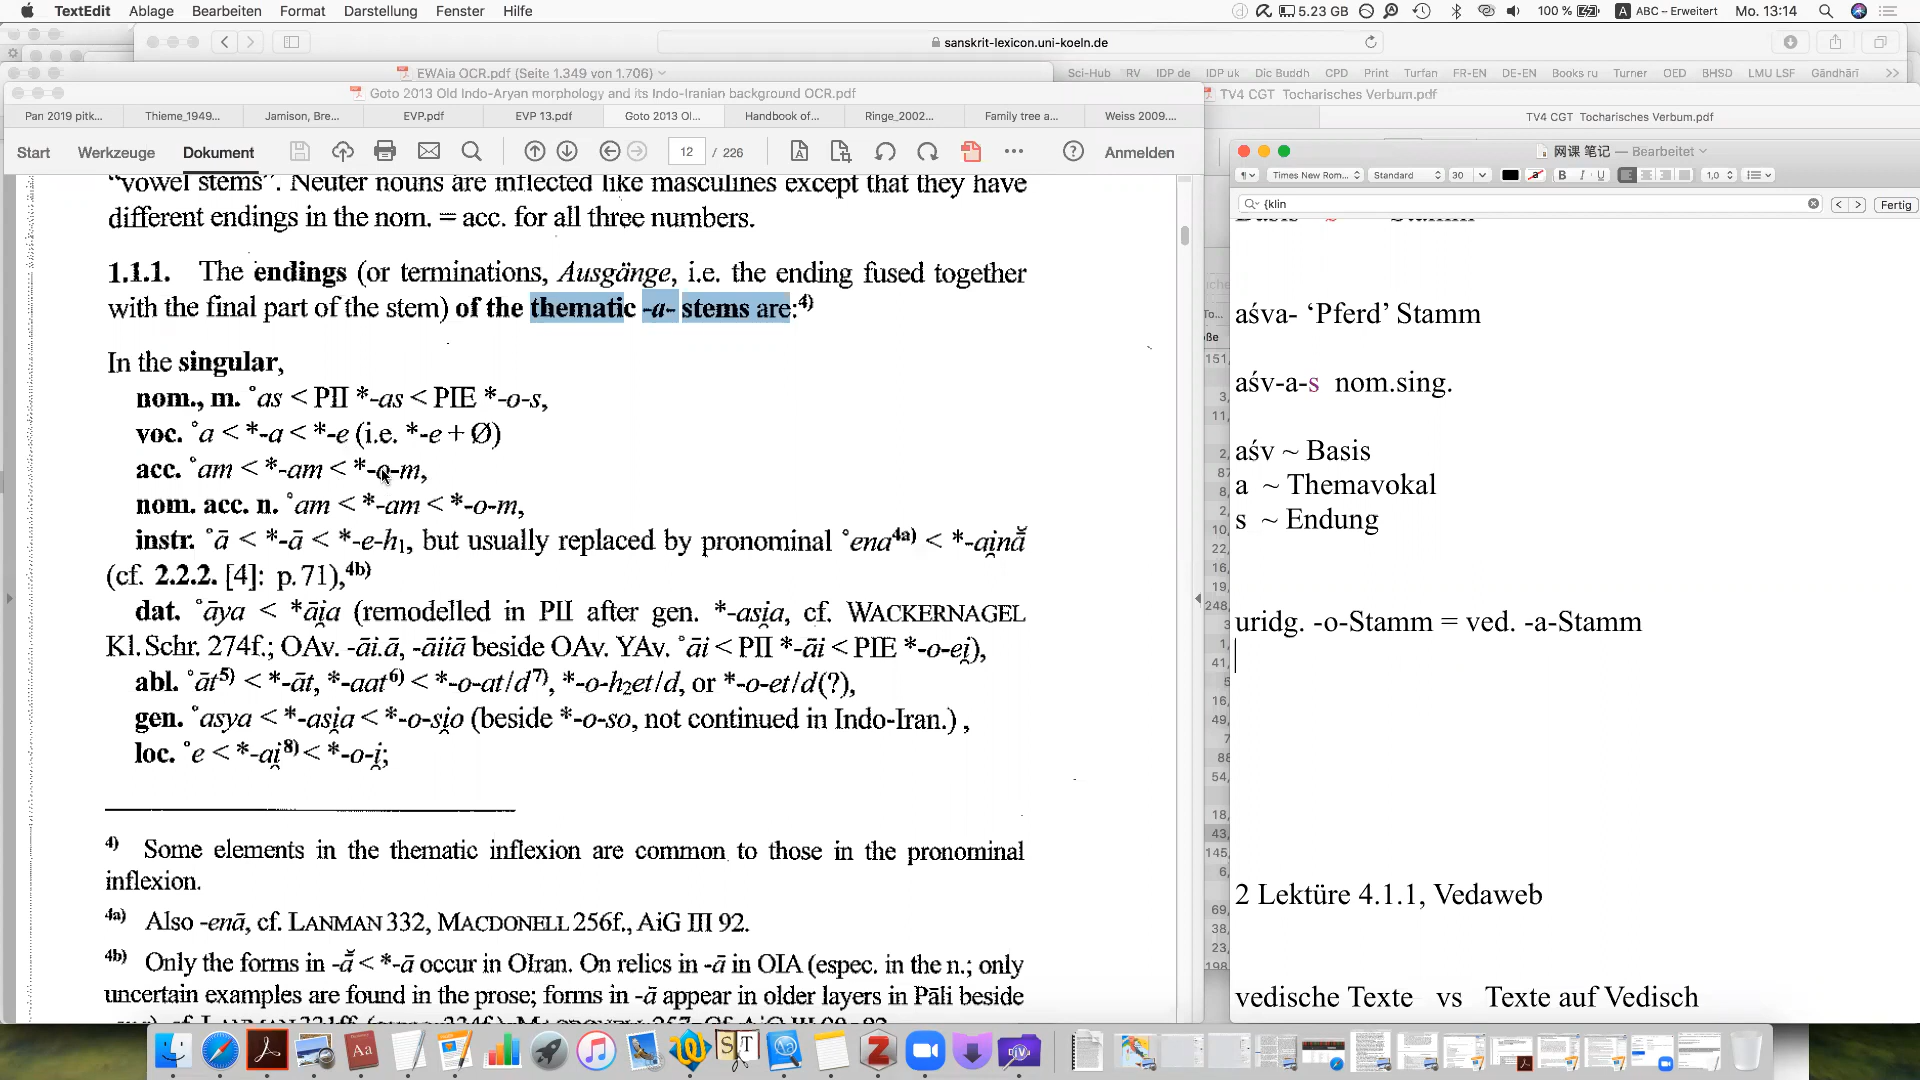 TextEdit Ablage Bearbeiten Format Darstellung Fenster Hilfe 5.23 GB 100 % ABC – Erweitert Mo. 13:14
sanskrit-lexicon.uni-koeln.de
EWAia OCR.pdf (Seite 1.349 von 1.706)
Sci-Hub RV IDP de IDP uk Dic Buddh CPD Print Turfan FR-EN DE-EN Books ru Turner OED BHSD LMU LSF Gāndhārī
Goto 2013 Old Indo-Aryan morphology and its Indo-Iranian background OCR.pdf
TV4 CGT Tocharisches Verbum.pdf
Pan 2019 pitk... Thieme_1949... Jamison, Bre... EVP.pdf EVP 13.pdf Goto 2013 Ol... Handbook of... Ringe_2002... Family tree a... Weiss 2009....
TV4 CGT Tocharisches Verbum.pdf
Start Werkzeuge Dokument 12 / 226 Anmelden
“vowel stems”. Neuter nouns are inflected like masculines except that they have
different endings in the nom. = acc. for all three numbers.
1.1.1. The endings (or terminations, Ausgänge, i.e. the ending fused together
with the final part of the stem) of the thematic -a- stems are:4)
In the singular,
nom., m. °as < PII *-as < PIE *-o-s,
voc. °a < *-a < *-e (i.e. *-e + Ø)
acc. °am < *-am < *-o-m,
nom. acc. n. °am < *-am < *-o-m,
instr. °ā < *-ā < *-e-h₁, but usually replaced by pronominal °ena4a) < *-ai̯nā̆
(cf. 2.2.2. [4]: p. 71),4b)
dat. °āya < *āi̯a (remodelled in PII after gen. *-asi̯a, cf. WACKERNAGEL
Kl. Schr. 274f.; OAv. -āi.ā, -āiiā beside OAv. YAv. °āi < PII *-āi < PIE *-o-ei̯),
abl. °āt5) < *-āt, *-aat6) < *-o-at/d7), *-o-h₂et/d, or *-o-et/d(?),
gen. °asya < *-asi̯a < *-o-si̯o (beside *-o-so, not continued in Indo-Iran.) ,
loc. °e < *-ai̯8) < *-o-i̯;
4) Some elements in the thematic inflexion are common to those in the pronominal
inflexion.
4a) Also -enā, cf. LANMAN 332, MACDONELL 256f., AiG III 92.
4b) Only the forms in -ā̆ < *-ā occur in OIran. On relics in -ā in OIA (espec. in the n.; only
uncertain examples are found in the prose; forms in -ā appear in older layers in Pāli beside
网课 笔记 — Bearbeitet
Times New Rom... Standard 30 B I U 1,0
{klin Fertig
aśva- ‘Pferd’ Stamm
aśv-a-s nom.sing.
aśv ~ Basis
a ~ Themavokal
s ~ Endung
uridg. -o-Stamm = ved. -a-Stamm
2 Lektüre 4.1.1, Vedaweb
vedische Texte vs Texte auf Vedisch